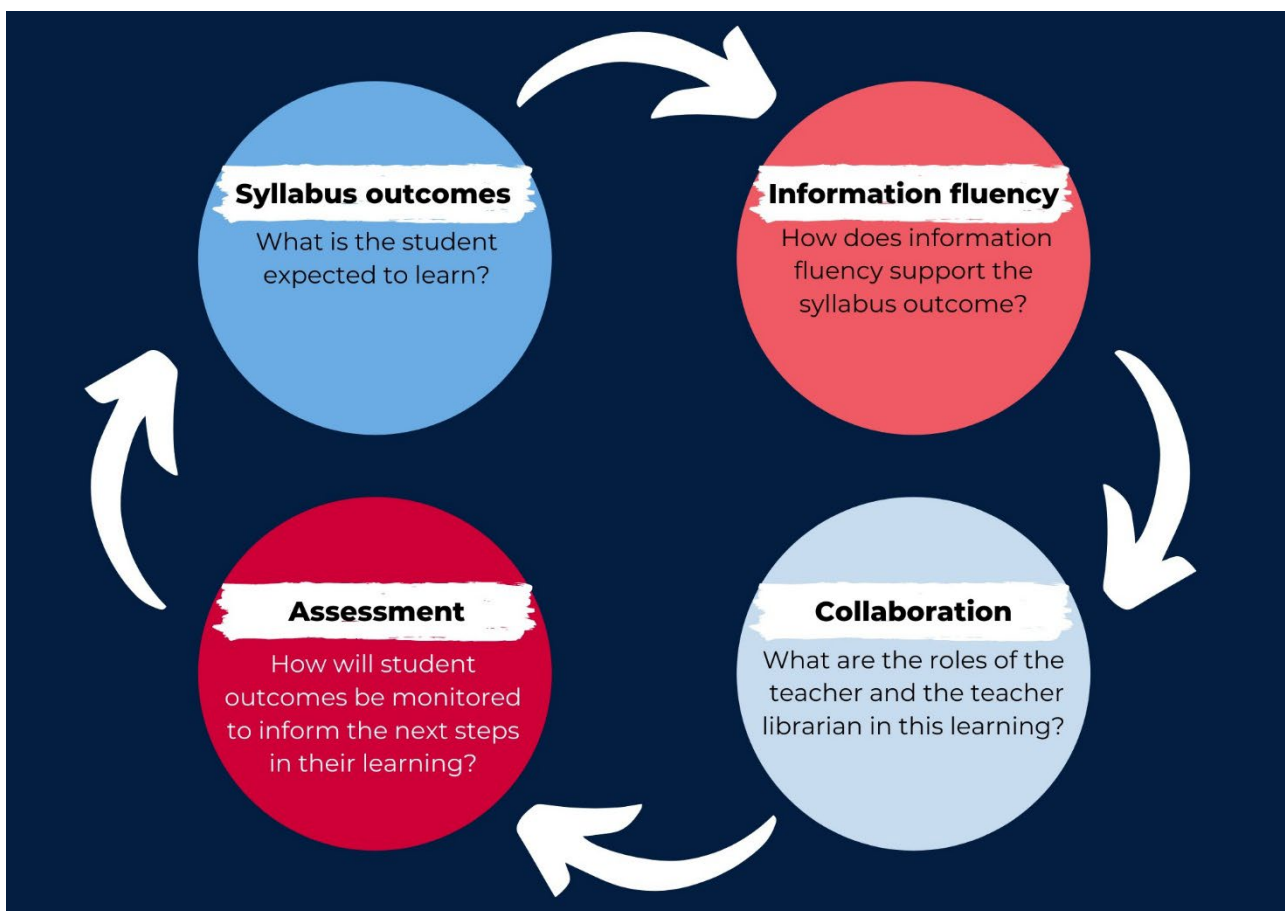 Syllabus outcomes
What is the student
expected to learn?
Information fluency
How does information
fluency support the
syllabus outcome?
Collaboration
What are the roles of the
teacher and the teacher
librarian in this learning?
Assessment
How will student
outcomes be monitored
to inform the next steps
in their learning?